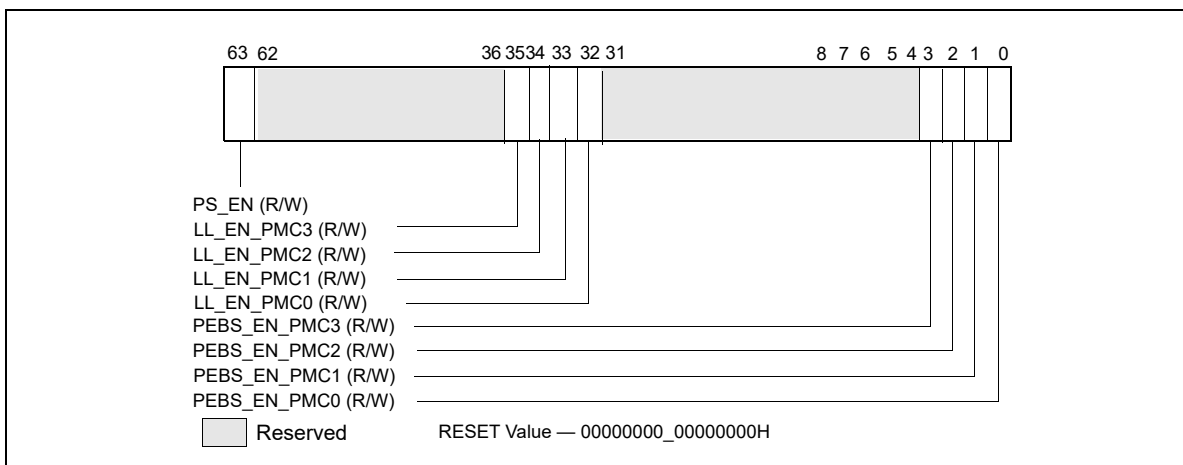 63 62 36 35 34 33 32 31 8 7 6 5 4 3 2 1 0
PS_EN (R/W)
LL_EN_PMC3 (R/W)
LL_EN_PMC2 (R/W)
LL_EN_PMC1 (R/W)
LL_EN_PMC0 (R/W)
PEBS_EN_PMC3 (R/W)
PEBS_EN_PMC2 (R/W)
PEBS_EN_PMC1 (R/W)
PEBS_EN_PMC0 (R/W)
Reserved RESET Value — 00000000_00000000H